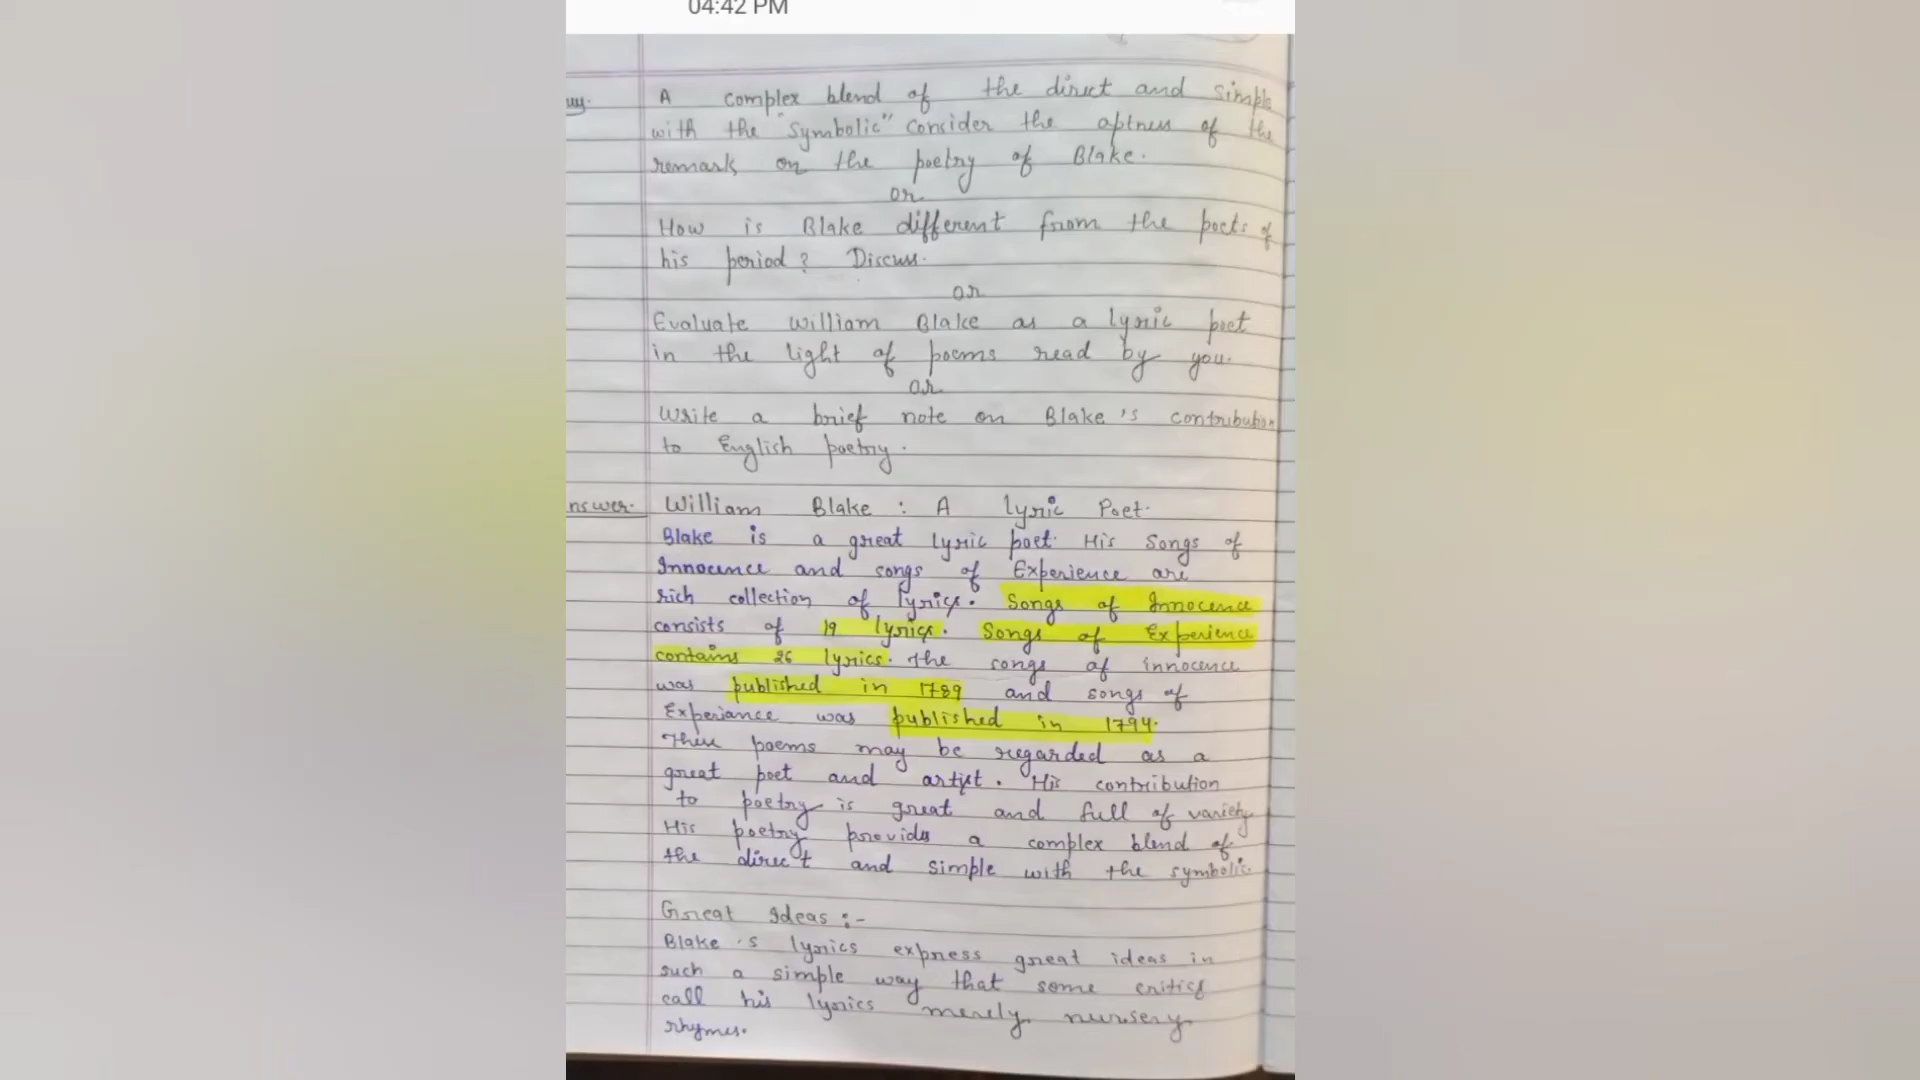 04:42 PM
A complex blend of the direct and simple
with the "symbolic" consider the aptness of the
remark on the poetry of Blake.
or
How is Blake different from the poets of
his period? Discuss.
or
Evaluate William Blake as a lyric poet
in the light of poems read by you.
or
Write a brief note on Blake's contribution
to English poetry.
nswer. William Blake : A Lyric Poet.
Blake is a great lyric poet. His Songs of
Innocence and songs of Experience are
rich collection of lyrics. Songs of Innocence
consists of 19 lyrics. Songs of Experience
contains 26 lyrics. The songs of innocence
was published in 1789 and songs of
Experiance was published in 1794.
These poems may be regarded as a
great poet and artist. His contribution
to poetry is great and full of variety
His poetry provides a complex blend of
the direct and simple with the symbolic.
Great Ideas :-
Blake's lyrics express great ideas in
such a simple way that some critics
call his lyrics merely nursery
rhymes.